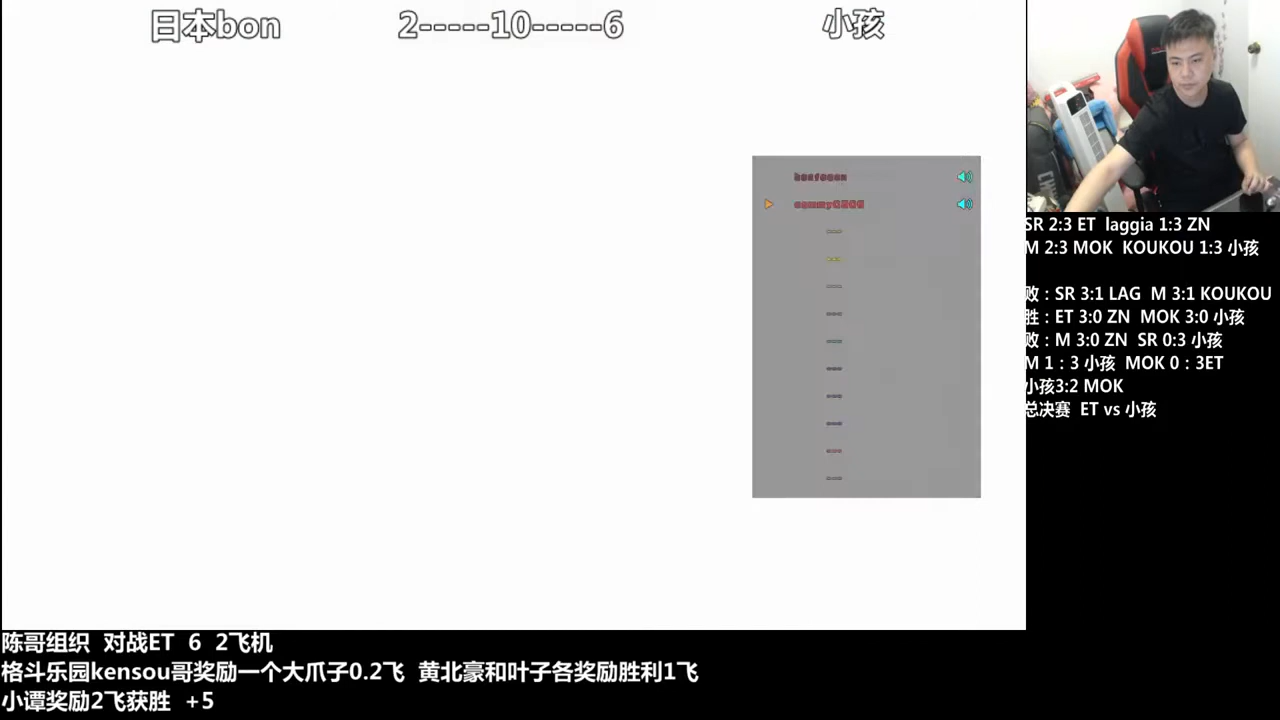 日本bon 2-----10-----6 小孩
SR 2:3 ET laggia 1:3 ZN
M 2:3 MOK KOUKOU 1:3 小孩
败：SR 3:1 LAG M 3:1 KOUKOU
胜：ET 3:0 ZN MOK 3:0 小孩
败：M 3:0 ZN SR 0:3 小孩
M 1：3 小孩 MOK 0：3ET
小孩3:2 MOK
总决赛 ET vs 小孩
陈哥组织 对战ET 6 2飞机
格斗乐园kensou哥奖励一个大爪子0.2飞 黄北豪和叶子各奖励胜利1飞
小谭奖励2飞获胜 +5